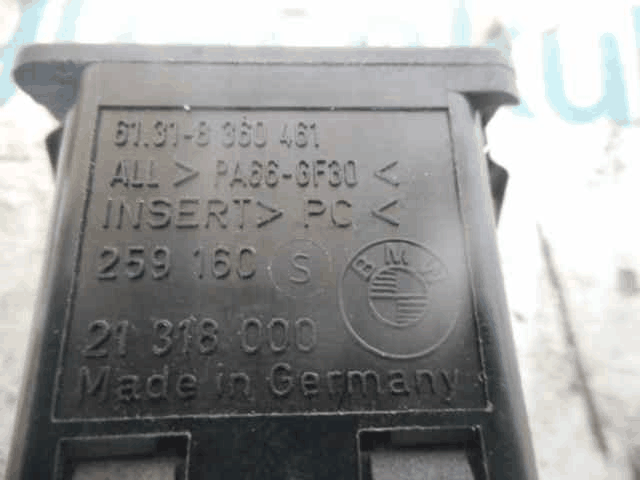 61.31-8 360 461
ALL > PA66-GF30 <
INSERT> PC <
259 16C S BMW
21 318 000
Made in Germany